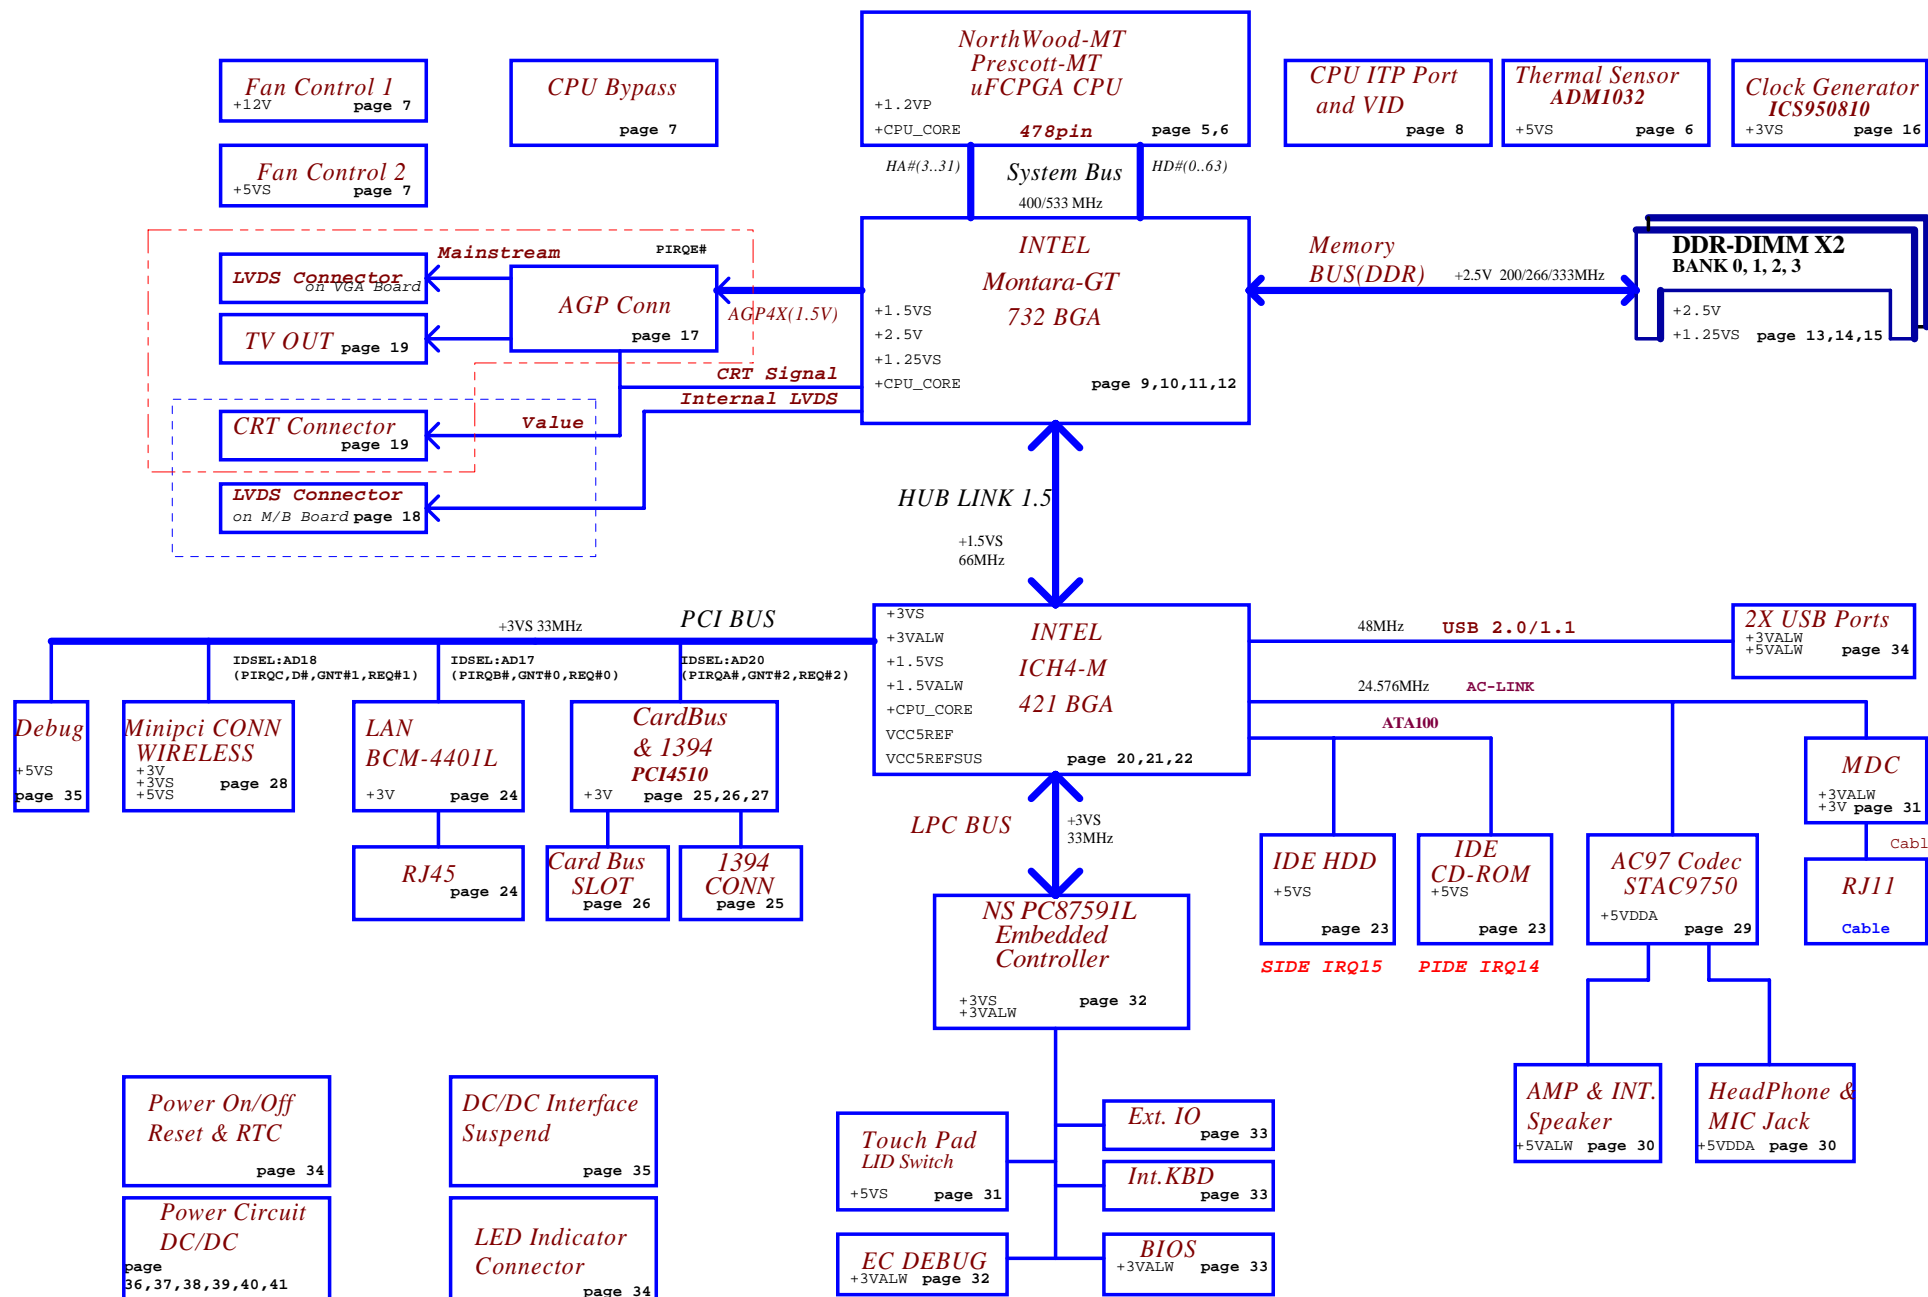 NorthWood-MT
Prescott-MT
uFCPGA CPU
+1.2VP
+CPU_CORE
478pin
page 5,6
Fan Control 1
+12V
page 7
CPU Bypass
page 7
CPU ITP Port
and VID
page 8
Thermal Sensor
ADM1032
+5VS
page 6
Clock Generator
ICS950810
+3VS
page 16
Fan Control 2
+5VS
page 7
HA#(3..31)
System Bus
HD#(0..63)
400/533 MHz
Mainstream
PIRQE#
LVDS Connector
on VGA Board
AGP Conn
page 17
AGP4X(1.5V)
TV OUT
page 19
INTEL
Montara-GT
732 BGA
+1.5VS
+2.5V
+1.25VS
+CPU_CORE
page 9,10,11,12
Memory
BUS(DDR)
+2.5V 200/266/333MHz
DDR-DIMM X2
BANK 0, 1, 2, 3
+2.5V
+1.25VS
page 13,14,15
CRT Signal
Internal LVDS
CRT Connector
page 19
Value
LVDS Connector
on M/B Board
page 18
HUB LINK 1.5
+1.5VS
66MHz
+3VS 33MHz
PCI BUS
IDSEL:AD18
(PIRQC,D#,GNT#1,REQ#1)
IDSEL:AD17
(PIRQB#,GNT#0,REQ#0)
IDSEL:AD20
(PIRQA#,GNT#2,REQ#2)
+3VS
+3VALW
+1.5VS
+1.5VALW
+CPU_CORE
VCC5REF
VCC5REFSUS
INTEL
ICH4-M
421 BGA
page 20,21,22
48MHz
USB 2.0/1.1
2X USB Ports
+3VALW
+5VALW
page 34
24.576MHz
AC-LINK
ATA100
Debug
+5VS
page 35
Minipci CONN
WIRELESS
+3V
+3VS
+5VS
page 28
LAN
BCM-4401L
+3V
page 24
CardBus
& 1394
PCI4510
+3V
page 25,26,27
MDC
+3VALW
+3V
page 31
LPC BUS
+3VS
33MHz
RJ45
page 24
Card Bus
SLOT
page 26
1394
CONN
page 25
IDE HDD
+5VS
page 23
SIDE IRQ15
IDE
CD-ROM
+5VS
page 23
PIDE IRQ14
AC97 Codec
STAC9750
+5VDDA
page 29
Cabl
RJ11
Cable
NS PC87591L
Embedded
Controller
+3VS
+3VALW
page 32
Power On/Off
Reset & RTC
page 34
DC/DC Interface
Suspend
page 35
Touch Pad
LID Switch
+5VS
page 31
Ext. IO
page 33
Int.KBD
page 33
AMP & INT.
Speaker
+5VALW
page 30
HeadPhone &
MIC Jack
+5VDDA
page 30
Power Circuit
DC/DC
page
36,37,38,39,40,41
LED Indicator
Connector
page 34
EC DEBUG
+3VALW
page 32
BIOS
+3VALW
page 33